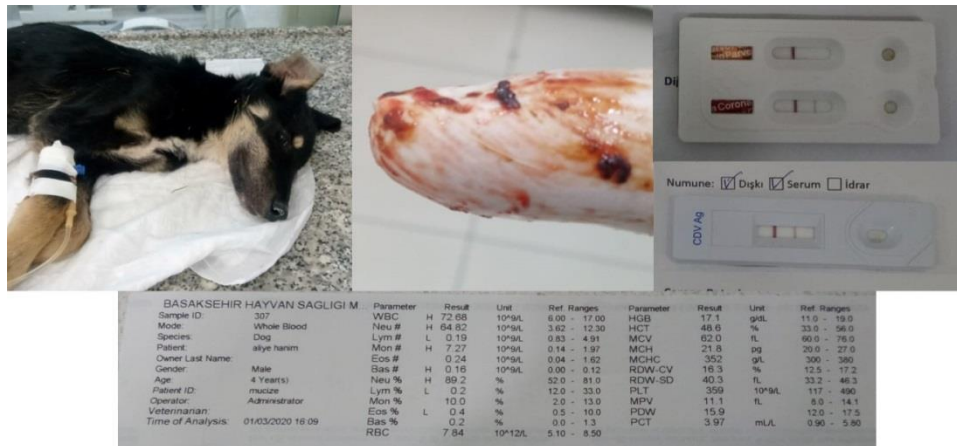 Parvo
Di
Corona
Numune: Dışkı Serum İdrar
CDV Ag
BASAKSEHIR HAYVAN SAGLIGI M... Parameter Result Unit Ref. Ranges Parameter Result Unit Ref. Ranges
Sample ID: 307 WBC H 72.68 10^9/L 6.00 - 17.00 HGB 17.1 g/dL 11.0 - 19.0
Mode: Whole Blood Neu # H 64.82 10^9/L 3.62 - 12.30 HCT 48.6 % 33.0 - 56.0
Species: Dog Lym # L 0.19 10^9/L 0.83 - 4.91 MCV 62.0 fL 60.0 - 76.0
Patient: aliye hanim Mon # H 7.27 10^9/L 0.14 - 1.97 MCH 21.8 pg 20.0 - 27.0
Owner Last Name: Eos # 0.24 10^9/L 0.04 - 1.62 MCHC 352 g/L 300 - 380
Gender: Male Bas # H 0.16 10^9/L 0.00 - 0.12 RDW-CV 16.3 % 12.5 - 17.2
Age: 4 Year(s) Neu % H 89.2 % 52.0 - 81.0 RDW-SD 40.3 fL 33.2 - 46.3
Patient ID: mucize Lym % L 0.2 % 12.0 - 33.0 PLT 359 10^9/L 117 - 490
Operator: Administrator Mon % 10.0 % 2.0 - 13.0 MPV 11.1 fL 8.0 - 14.1
Veterinarian: Eos % L 0.4 % 0.5 - 10.0 PDW 15.9 12.0 - 17.5
Time of Analysis: 01/03/2020 16:09 Bas % 0.2 % 0.0 - 1.3 PCT 3.97 mL/L 0.90 - 5.80
RBC 7.84 10^12/L 5.10 - 8.50